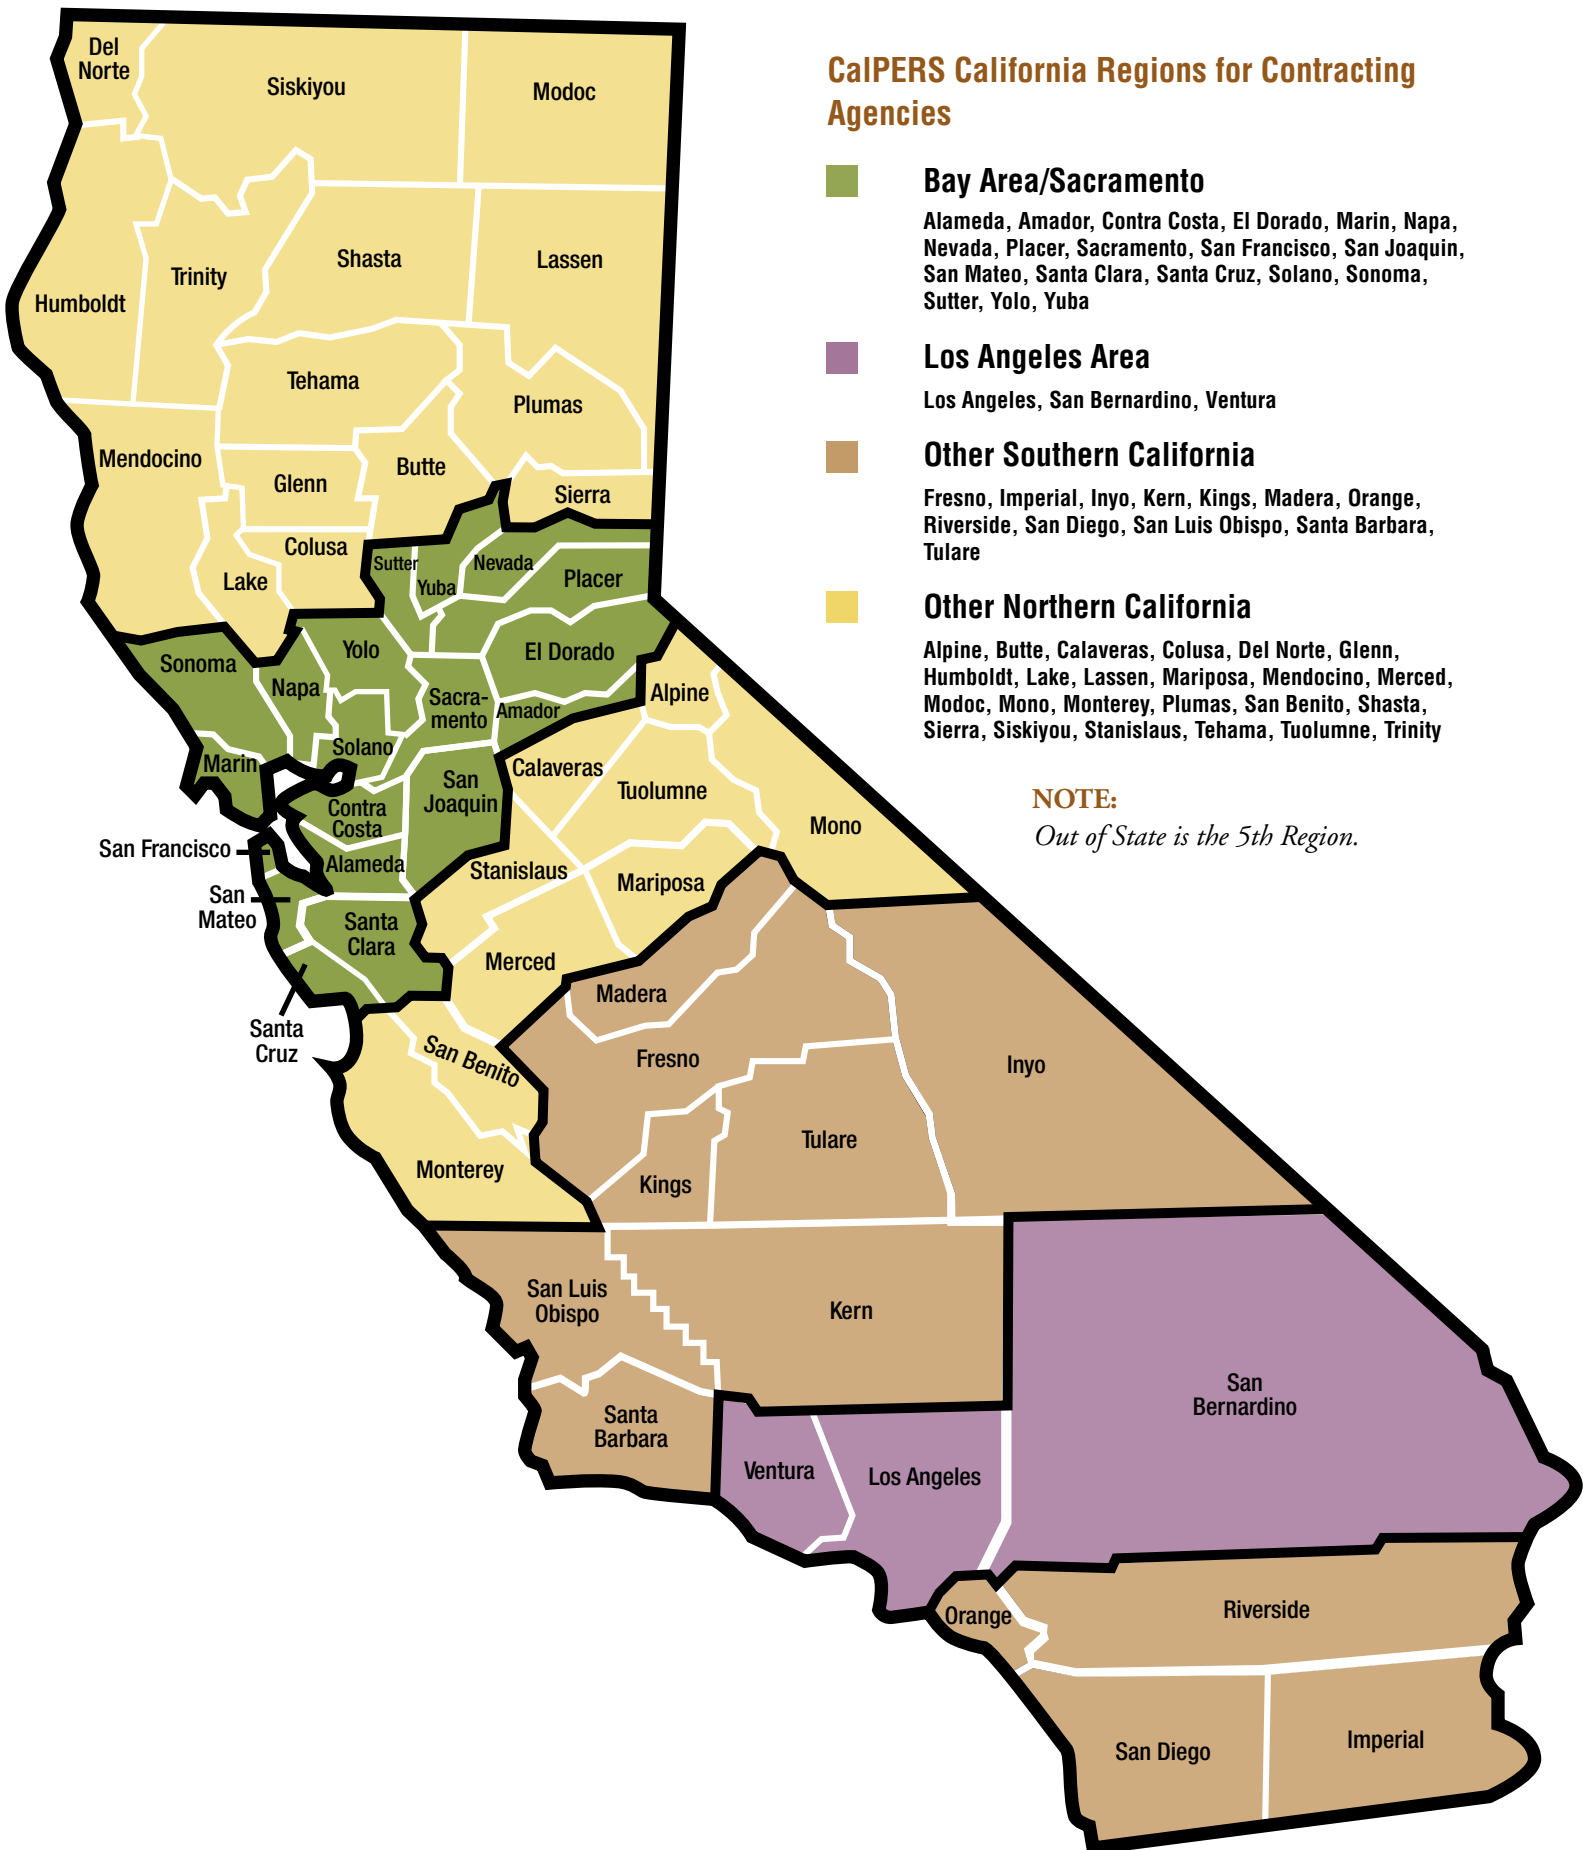 CalPERS California Regions for Contracting
Agencies
Bay Area/Sacramento
Alameda, Amador, Contra Costa, El Dorado, Marin, Napa,
Nevada, Placer, Sacramento, San Francisco, San Joaquin,
San Mateo, Santa Clara, Santa Cruz, Solano, Sonoma,
Sutter, Yolo, Yuba
Los Angeles Area
Los Angeles, San Bernardino, Ventura
Other Southern California
Fresno, Imperial, Inyo, Kern, Kings, Madera, Orange,
Riverside, San Diego, San Luis Obispo, Santa Barbara,
Tulare
Other Northern California
Alpine, Butte, Calaveras, Colusa, Del Norte, Glenn,
Humboldt, Lake, Lassen, Mariposa, Mendocino, Merced,
Modoc, Mono, Monterey, Plumas, San Benito, Shasta,
Sierra, Siskiyou, Stanislaus, Tehama, Tuolumne, Trinity
NOTE:
Out of State is the 5th Region.
Del
Norte
Siskiyou
Modoc
Shasta
Lassen
Trinity
Humboldt
Tehama
Plumas
Mendocino
Butte
Glenn
Sierra
Colusa
Lake
Sutter
Yuba
Nevada
Placer
Sonoma
Yolo
El Dorado
Napa
Sacra-
mento
Amador
Alpine
Solano
Marin
Calaveras
San
Joaquin
Tuolumne
Contra
Costa
Mono
San Francisco
Alameda
Stanislaus
Mariposa
San
Mateo
Santa
Clara
Merced
Madera
Santa
Cruz
San Benito
Fresno
Inyo
Tulare
Monterey
Kings
San Luis
Obispo
Kern
San
Bernardino
Santa
Barbara
Ventura
Los Angeles
Orange
Riverside
San Diego
Imperial